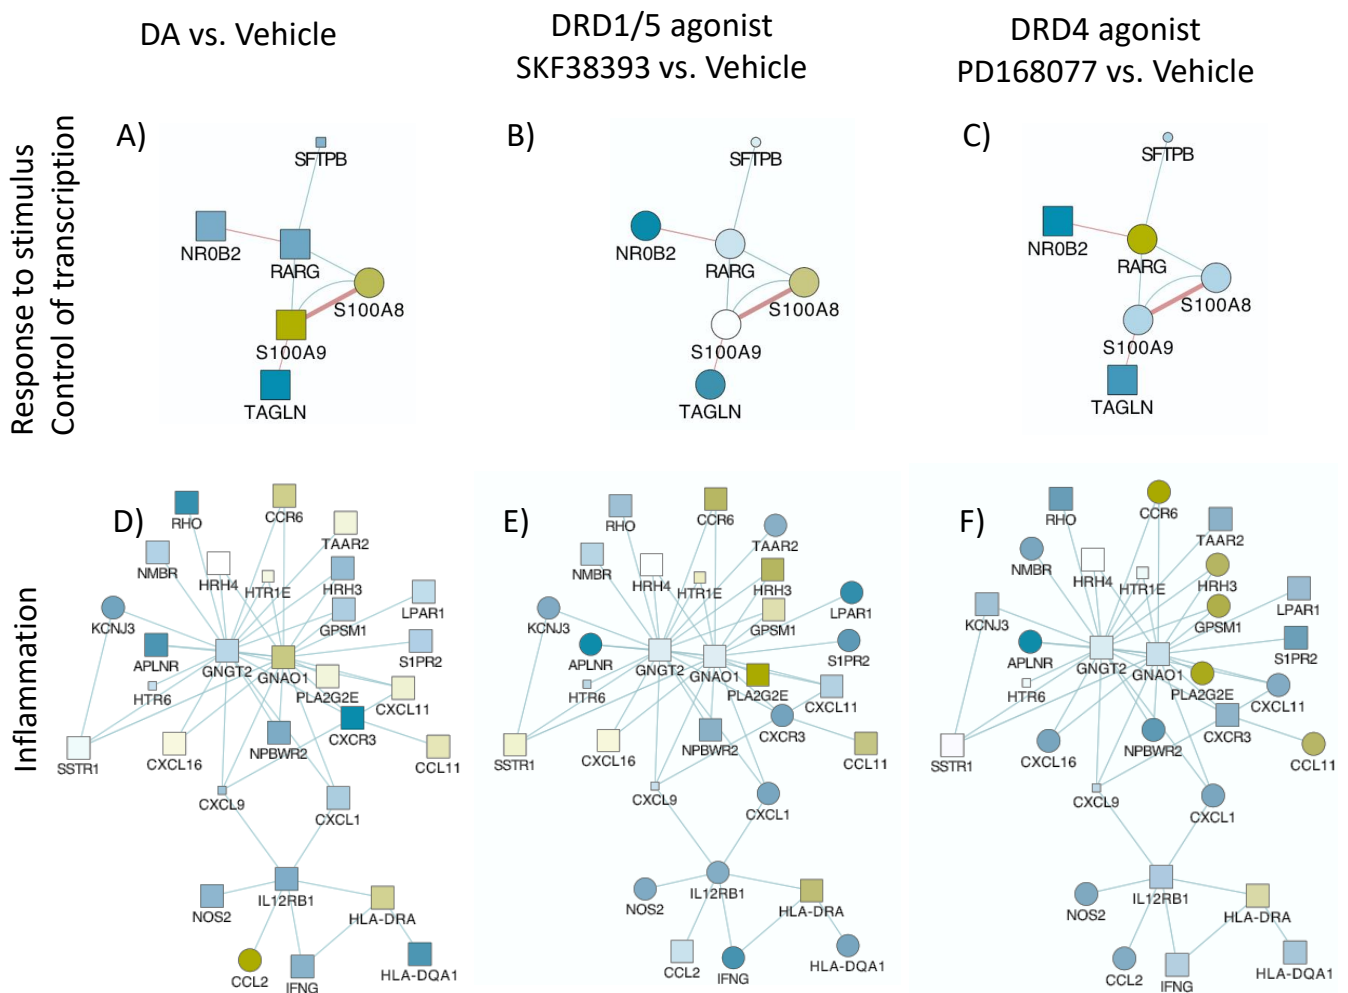 DA vs. Vehicle
DRD1/5 agonist
SKF38393 vs. Vehicle
DRD4 agonist
PD168077 vs. Vehicle
Response to stimulus
Control of transcription
A)
SFTPB
NR0B2
RARG
S100A8
S100A9
TAGLN
B)
SFTPB
NR0B2
RARG
S100A8
S100A9
TAGLN
C)
SFTPB
NR0B2
RARG
S100A8
S100A9
TAGLN
Inflammation
D)
RHO
CCR6
TAAR2
NMBR
HRH4
HTR1E
HRH3
LPAR1
KCNJ3
GPSM1
APLNR
GNGT2
GNAO1
S1PR2
HTR6
PLA2G2E
CXCL11
CXCR3
SSTR1
CXCL16
NPBWR2
CCL11
CXCL9
CXCL1
IL12RB1
NOS2
HLA-DRA
CCL2
IFNG
HLA-DQA1
E)
RHO
CCR6
TAAR2
NMBR
HRH4
HTR1E
HRH3
LPAR1
KCNJ3
GPSM1
APLNR
GNGT2
GNAO1
S1PR2
HTR6
PLA2G2E
CXCL11
CXCR3
SSTR1
CXCL16
NPBWR2
CCL11
CXCL9
CXCL1
IL12RB1
NOS2
HLA-DRA
CCL2
IFNG
HLA-DQA1
F)
RHO
CCR6
TAAR2
NMBR
HRH4
HTR1E
HRH3
LPAR1
KCNJ3
GPSM1
APLNR
GNGT2
GNAO1
S1PR2
HTR6
PLA2G2E
CXCL11
CXCR3
SSTR1
CXCL16
NPBWR2
CCL11
CXCL9
CXCL1
IL12RB1
NOS2
HLA-DRA
CCL2
IFNG
HLA-DQA1